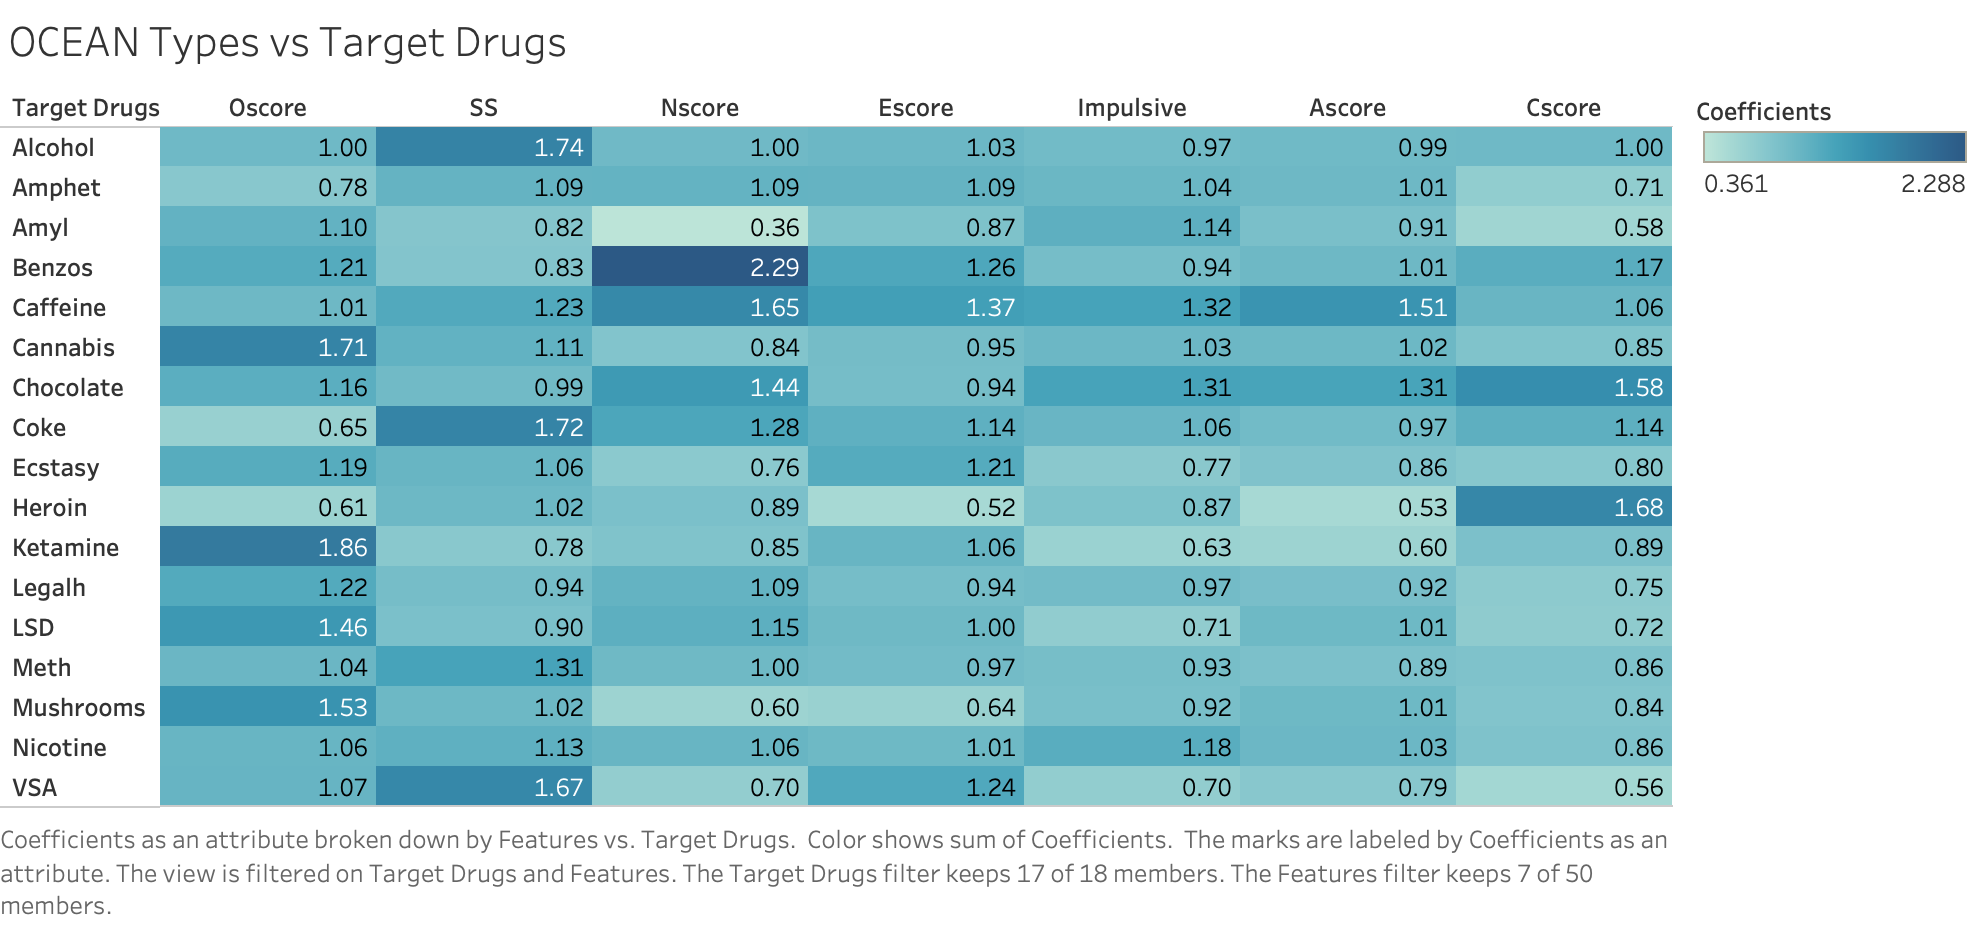 OCEAN Types vs Target Drugs
Target Drugs Oscore SS Nscore Escore Impulsive Ascore Cscore
Alcohol 1.00 1.74 1.00 1.03 0.97 0.99 1.00
Amphet 0.78 1.09 1.09 1.09 1.04 1.01 0.71
Amyl 1.10 0.82 0.36 0.87 1.14 0.91 0.58
Benzos 1.21 0.83 2.29 1.26 0.94 1.01 1.17
Caffeine 1.01 1.23 1.65 1.37 1.32 1.51 1.06
Cannabis 1.71 1.11 0.84 0.95 1.03 1.02 0.85
Chocolate 1.16 0.99 1.44 0.94 1.31 1.31 1.58
Coke 0.65 1.72 1.28 1.14 1.06 0.97 1.14
Ecstasy 1.19 1.06 0.76 1.21 0.77 0.86 0.80
Heroin 0.61 1.02 0.89 0.52 0.87 0.53 1.68
Ketamine 1.86 0.78 0.85 1.06 0.63 0.60 0.89
Legalh 1.22 0.94 1.09 0.94 0.97 0.92 0.75
LSD 1.46 0.90 1.15 1.00 0.71 1.01 0.72
Meth 1.04 1.31 1.00 0.97 0.93 0.89 0.86
Mushrooms 1.53 1.02 0.60 0.64 0.92 1.01 0.84
Nicotine 1.06 1.13 1.06 1.01 1.18 1.03 0.86
VSA 1.07 1.67 0.70 1.24 0.70 0.79 0.56
Coefficients
0.361 2.288
Coefficients as an attribute broken down by Features vs. Target Drugs.  Color shows sum of Coefficients.  The marks are labeled by Coefficients as an
attribute. The view is filtered on Target Drugs and Features. The Target Drugs filter keeps 17 of 18 members. The Features filter keeps 7 of 50
members.